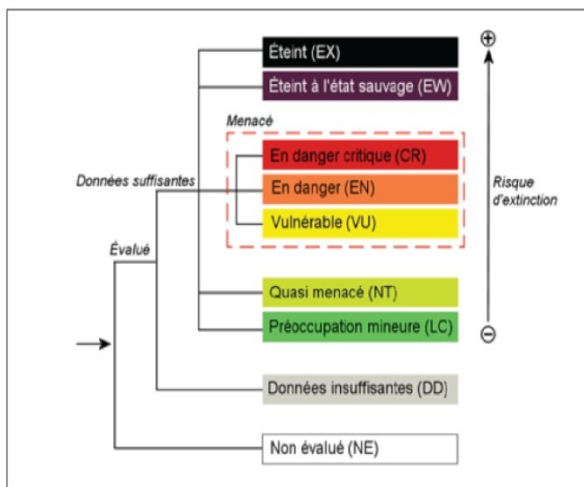 Éteint (EX)
Éteint à l'état sauvage (EW)
Menacé
En danger critique (CR)
Données suffisantes
En danger (EN)
Risque
d'extinction
Vulnérable (VU)
Évalué
Quasi menacé (NT)
Préoccupation mineure (LC)
Données insuffisantes (DD)
Non évalué (NE)